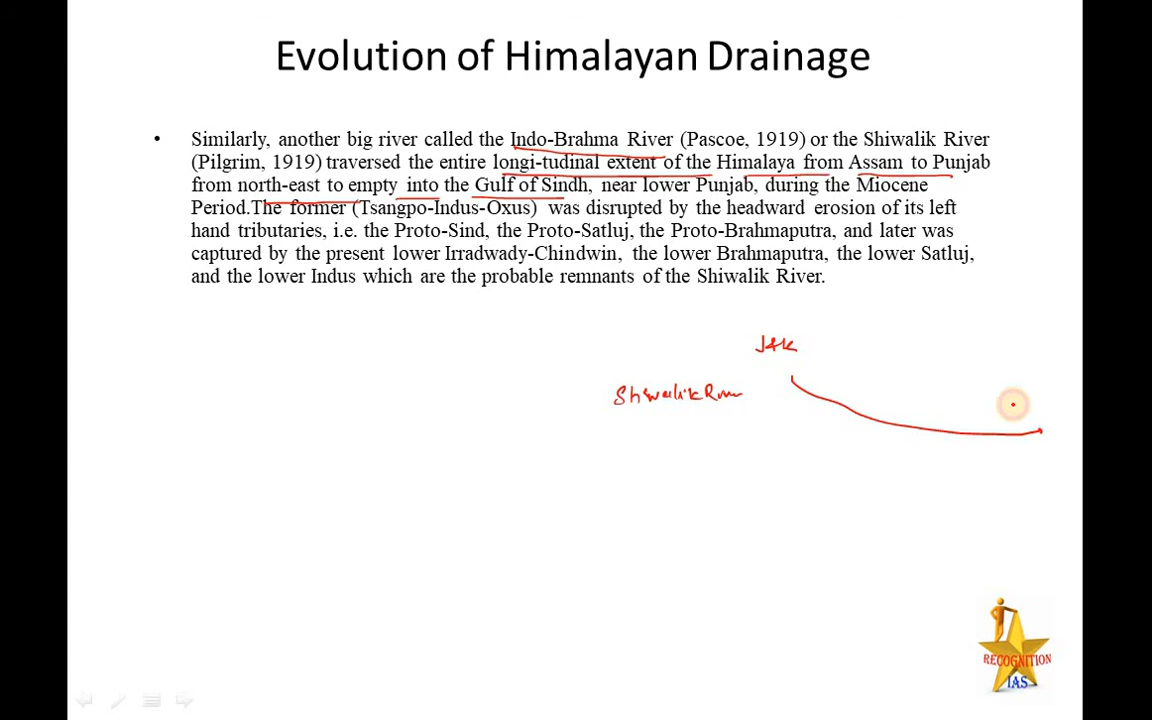 Evolution of Himalayan Drainage
• Similarly, another big river called the Indo-Brahma River (Pascoe, 1919) or the Shiwalik River
(Pilgrim, 1919) traversed the entire longi-tudinal extent of the Himalaya from Assam to Punjab
from north-east to empty into the Gulf of Sindh, near lower Punjab, during the Miocene
Period.The former (Tsangpo-Indus-Oxus) was disrupted by the headward erosion of its left
hand tributaries, i.e. the Proto-Sind, the Proto-Satluj, the Proto-Brahmaputra, and later was
captured by the present lower Irradwady-Chindwin, the lower Brahmaputra, the lower Satluj,
and the lower Indus which are the probable remnants of the Shiwalik River.
J&K
Shiwalik River
RECOGNITION
IAS